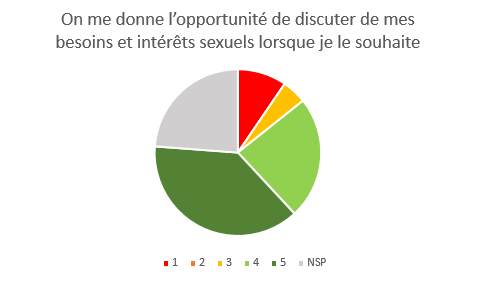 On me donne l’opportunité de discuter de mes
besoins et intérêts sexuels lorsque je le souhaite
1 2 3 4 5 NSP